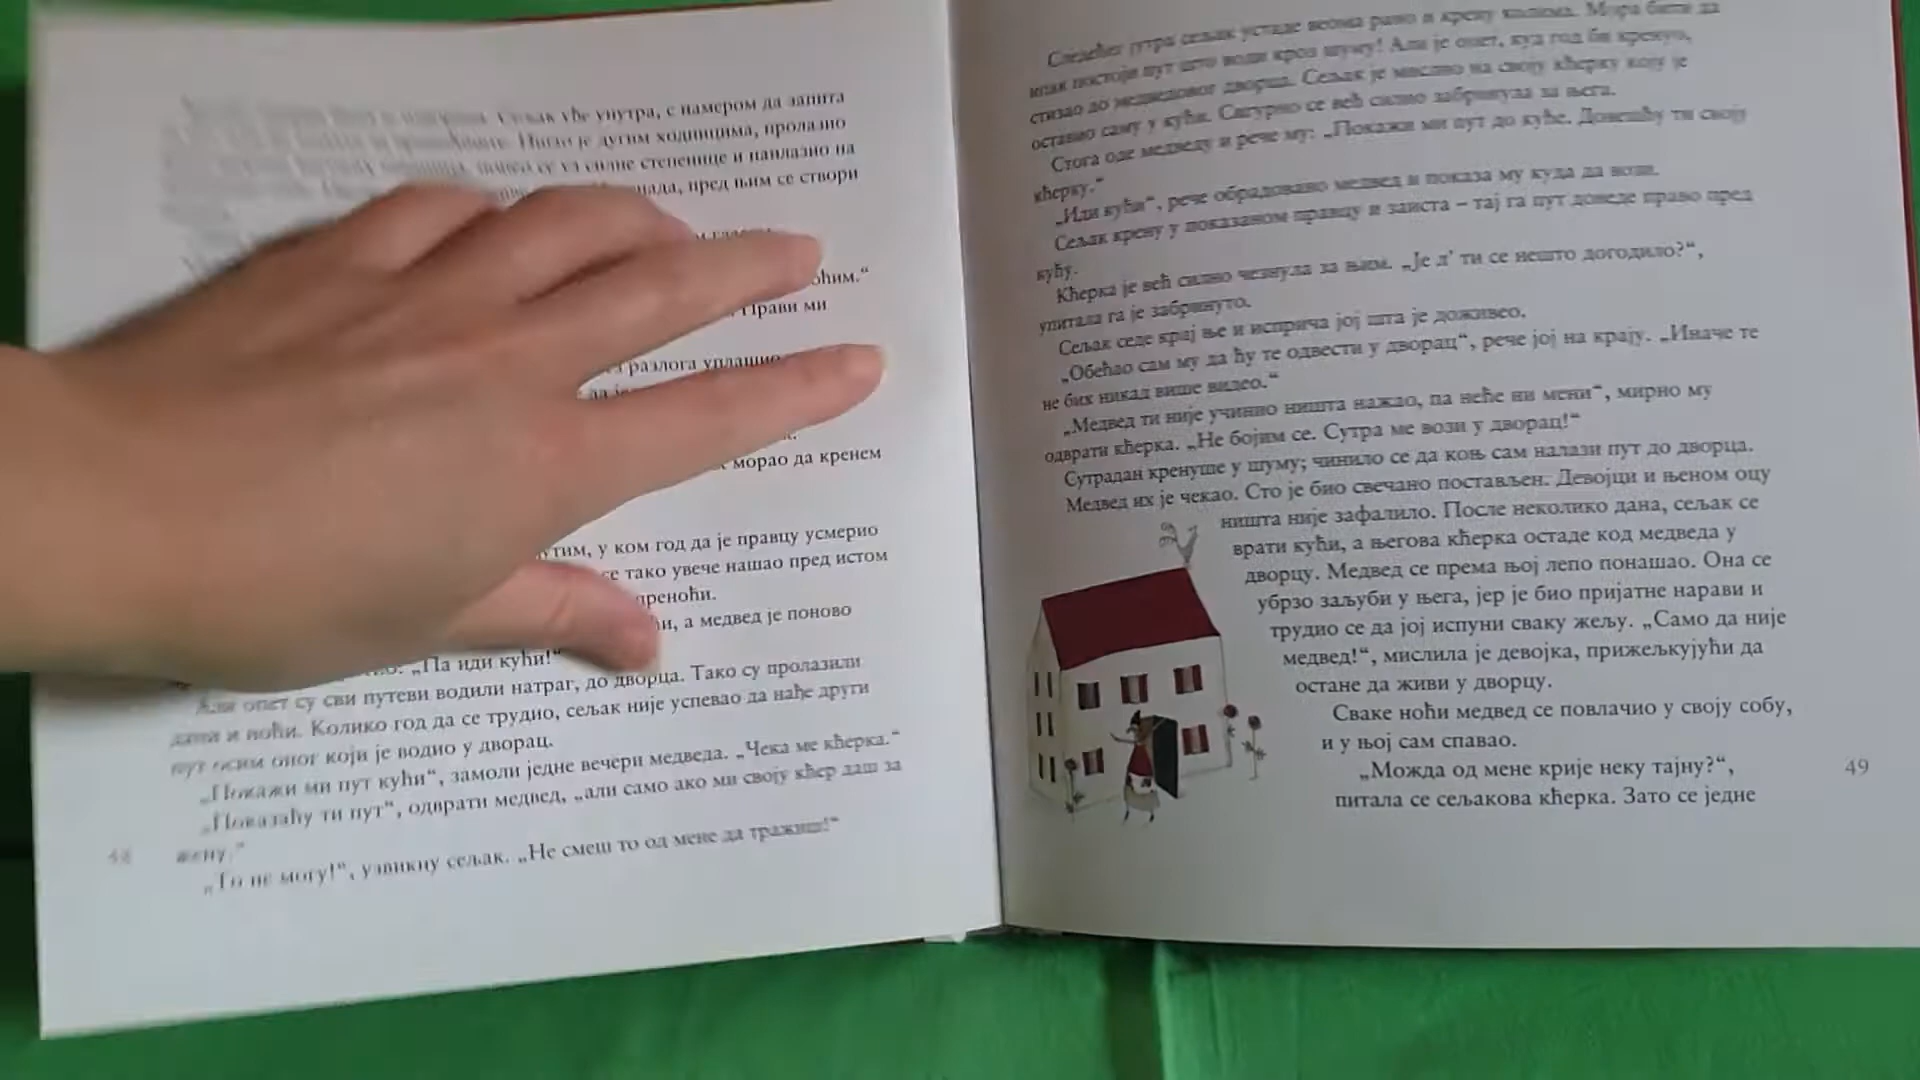 уђе унутра, с намером да запита
је дугим ходницима, пролазио
степенице и наилазио на
пред њим се створи
оћим.“
Прави ми
разлога уплашио
морао да кренем
утим, у ком год да је правцу усмерио
се тако увече нашао пред истом
преноћи.
а медвед је поново
„Па иди кући!“
Али опет су сви путеви водили натраг, до дворца. Тако су пролазили
дани и ноћи. Колико год да се трудио, сељак није успевао да нађе други
пут осим оног који је водио у дворац.
„Покажи ми пут кући“, замоли једне вечери медведа. „Чека ме кћерка.“
„Показаћу ти пут“, одврати медвед, „али само ако ми своју кћер даш за
жену.“
„То не могу!“, узвикну сељак. „Не смеш то од мене да тражиш!“
48
Следећег јутра сељак устаде веома рано и крену колима. Мора бити да
ипак постоји пут што води кроз шуму! Али је опет, куд год би кренуо,
стизао до медведовог дворца. Сељак је мислио на своју кћерку коју је
оставио саму у кући. Сигурно се већ силно забринула за њега.
Стога оде медведу и рече му: „Покажи ми пут до куће. Донешћу ти своју
кћерку.“
„Иди кући“, рече обрадовано медвед и показа му куда да вози.
Сељак крену у показаном правцу и заиста – тај га пут доведе право пред
кућу.
Кћерка је већ силно чезнула за њим. „Је л’ ти се нешто догодило?“,
упитала га је забринуто.
Сељак седе крај ње и исприча јој шта је доживео.
„Обећао сам му да ћу те одвести у дворац“, рече јој на крају. „Иначе те
не бих никад више видео.“
„Медвед ти није учинио ништа нажао, па неће ни мени“, мирно му
одврати кћерка. „Не бојим се. Сутра ме вози у дворац!“
Сутрадан кренуше у шуму; чинило се да коњ сам налази пут до дворца.
Медвед их је чекао. Сто је био свечано постављен. Девојци и њеном оцу
ништа није зафалило. После неколико дана, сељак се
врати кући, а његова кћерка остаде код медведа у
дворцу. Медвед се према њој лепо понашао. Она се
убрзо заљуби у њега, јер је био пријатне нарави и
трудио се да јој испуни сваку жељу. „Само да није
медвед!“, мислила је девојка, прижељкујући да
остане да живи у дворцу.
Сваке ноћи медвед се повлачио у своју собу,
и у њој сам спавао.
„Можда од мене крије неку тајну?“,
питала се сељакова кћерка. Зато се једне
49